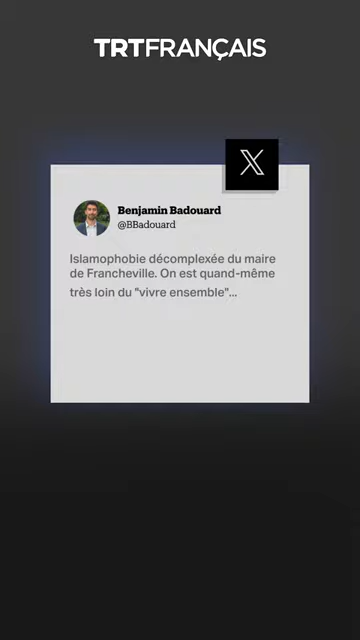 TRTFRANÇAIS
X
Benjamin Badouard
@BBadouard
Islamophobie décomplexée du maire
de Francheville. On est quand-même
très loin du "vivre ensemble"...